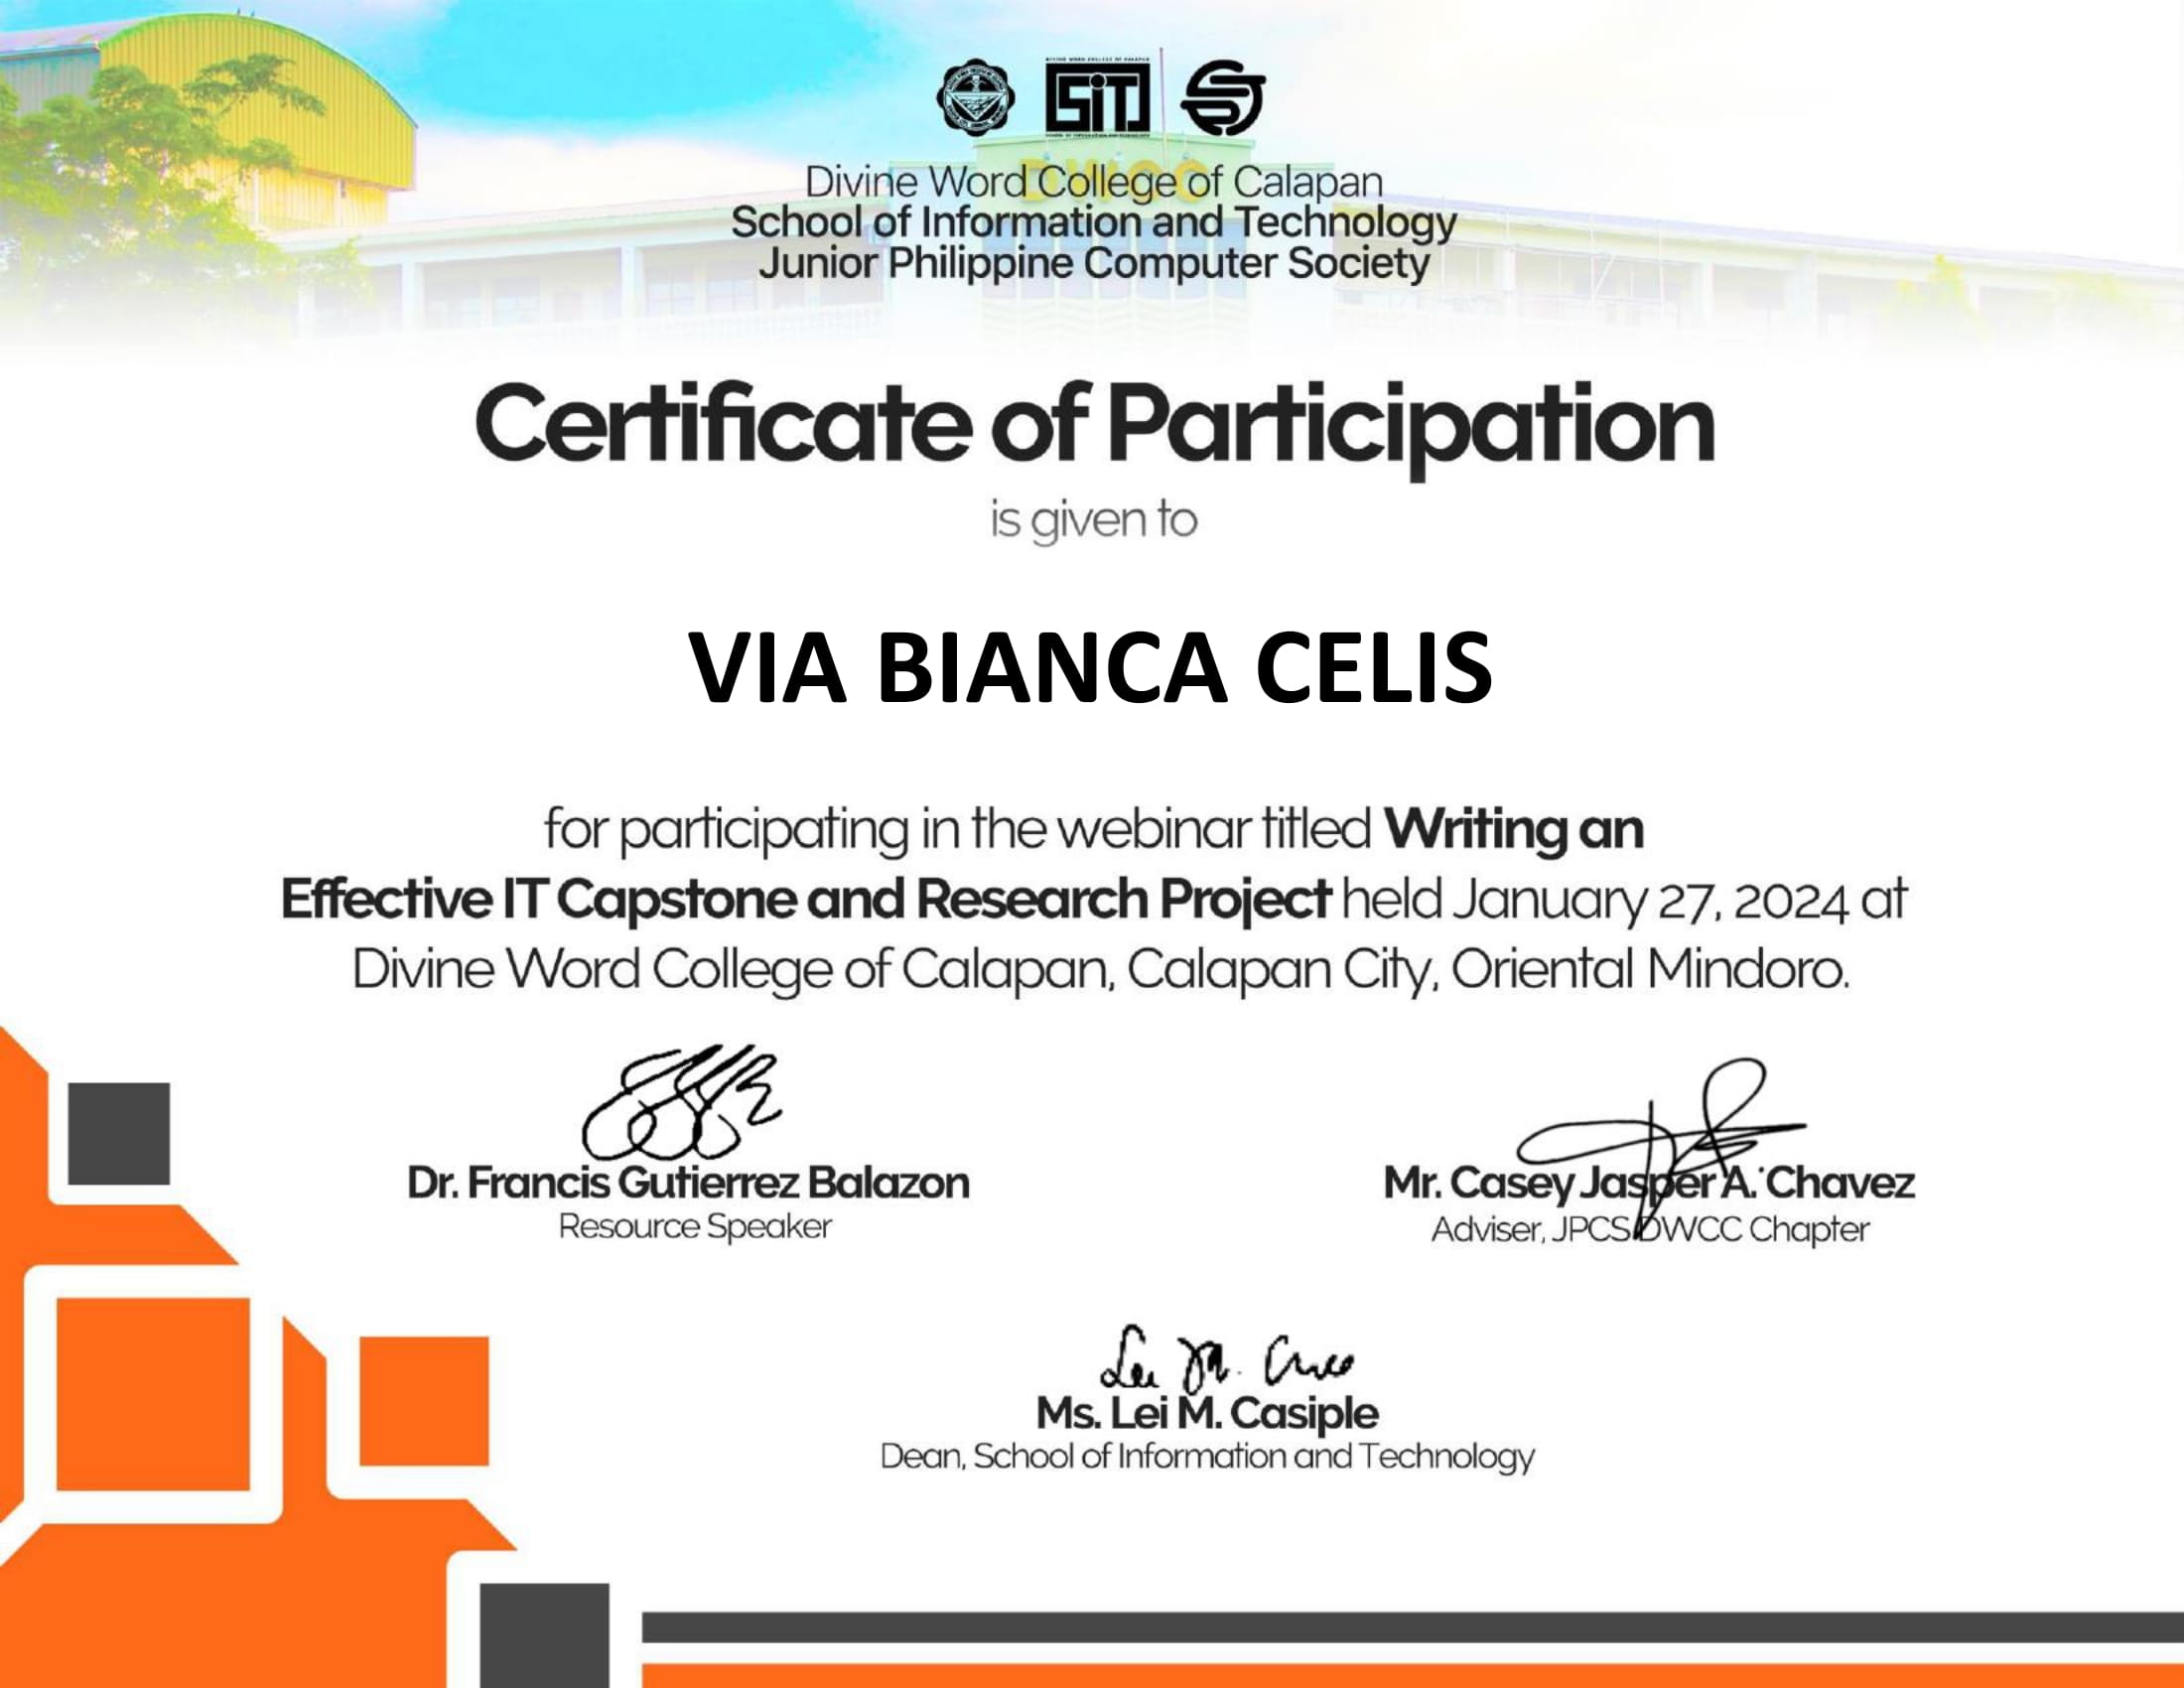 SiT
Divine Word College of Calapan
School of Information and Technology
Junior Philippine Computer Society
Certificate of Participation
is given to
VIA BIANCA CELIS
for participating in the webinar titled Writing an
Effective IT Capstone and Research Project held January 27, 2024 at
Divine Word College of Calapan, Calapan City, Oriental Mindoro.
Dr. Francis Gutierrez Balazon
Resource Speaker
Mr. Casey Jasper A. Chavez
Adviser, JPCS DWCC Chapter
Ms. Lei M. Casiple
Dean, School of Information and Technology